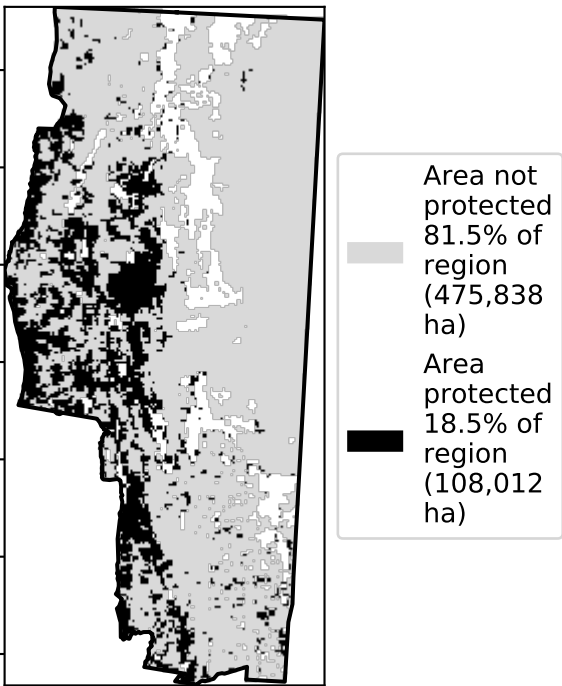 Area not
protected
81.5% of
region
(475,838
ha)
Area
protected
18.5% of
region
(108,012
ha)